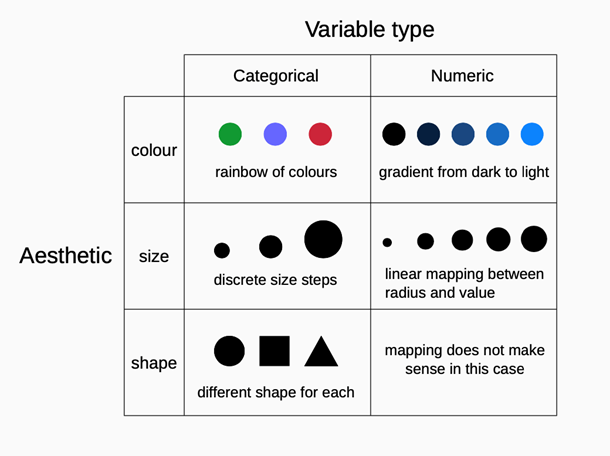 Variable type
Categorical
Numeric
colour
rainbow of colours
gradient from dark to light
Aesthetic
size
discrete size steps
linear mapping between
radius and value
shape
different shape for each
mapping does not make
sense in this case